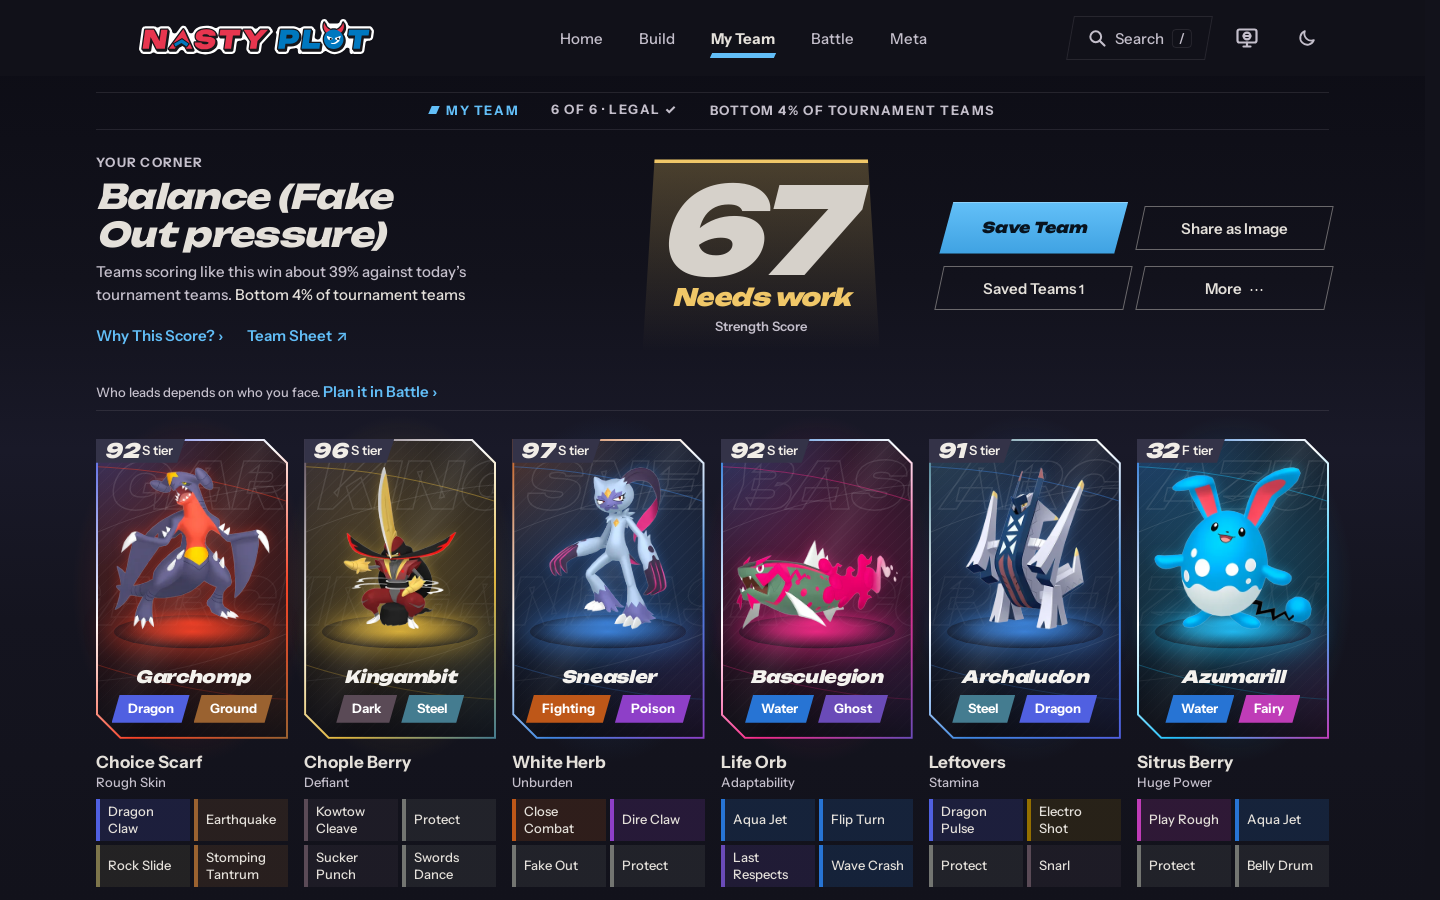 NASTY PLOT
Home
Build
My Team
Battle
Meta
Search /
MY TEAM
6 OF 6 · LEGAL ✓
BOTTOM 4% OF TOURNAMENT TEAMS
YOUR CORNER
Balance (Fake
Out pressure)
Teams scoring like this win about 39% against today's
tournament teams. Bottom 4% of tournament teams
Why This Score? ›
Team Sheet ↗
67
Needs work
Strength Score
Save Team
Share as Image
Saved Teams 1
More ···
Who leads depends on who you face. Plan it in Battle ›
92 S tier
Garchomp
Dragon
Ground
Choice Scarf
Rough Skin
Dragon
Claw
Earthquake
Rock Slide
Stomping
Tantrum
96 S tier
Kingambit
Dark
Steel
Chople Berry
Defiant
Kowtow
Cleave
Protect
Sucker
Punch
Swords
Dance
97 S tier
Sneasler
Fighting
Poison
White Herb
Unburden
Close
Combat
Dire Claw
Fake Out
Protect
92 S tier
Basculegion
Water
Ghost
Life Orb
Adaptability
Aqua Jet
Flip Turn
Last
Respects
Wave Crash
91 S tier
Archaludon
Steel
Dragon
Leftovers
Stamina
Dragon
Pulse
Electro
Shot
Protect
Snarl
32 F tier
Azumarill
Water
Fairy
Sitrus Berry
Huge Power
Play Rough
Aqua Jet
Protect
Belly Drum